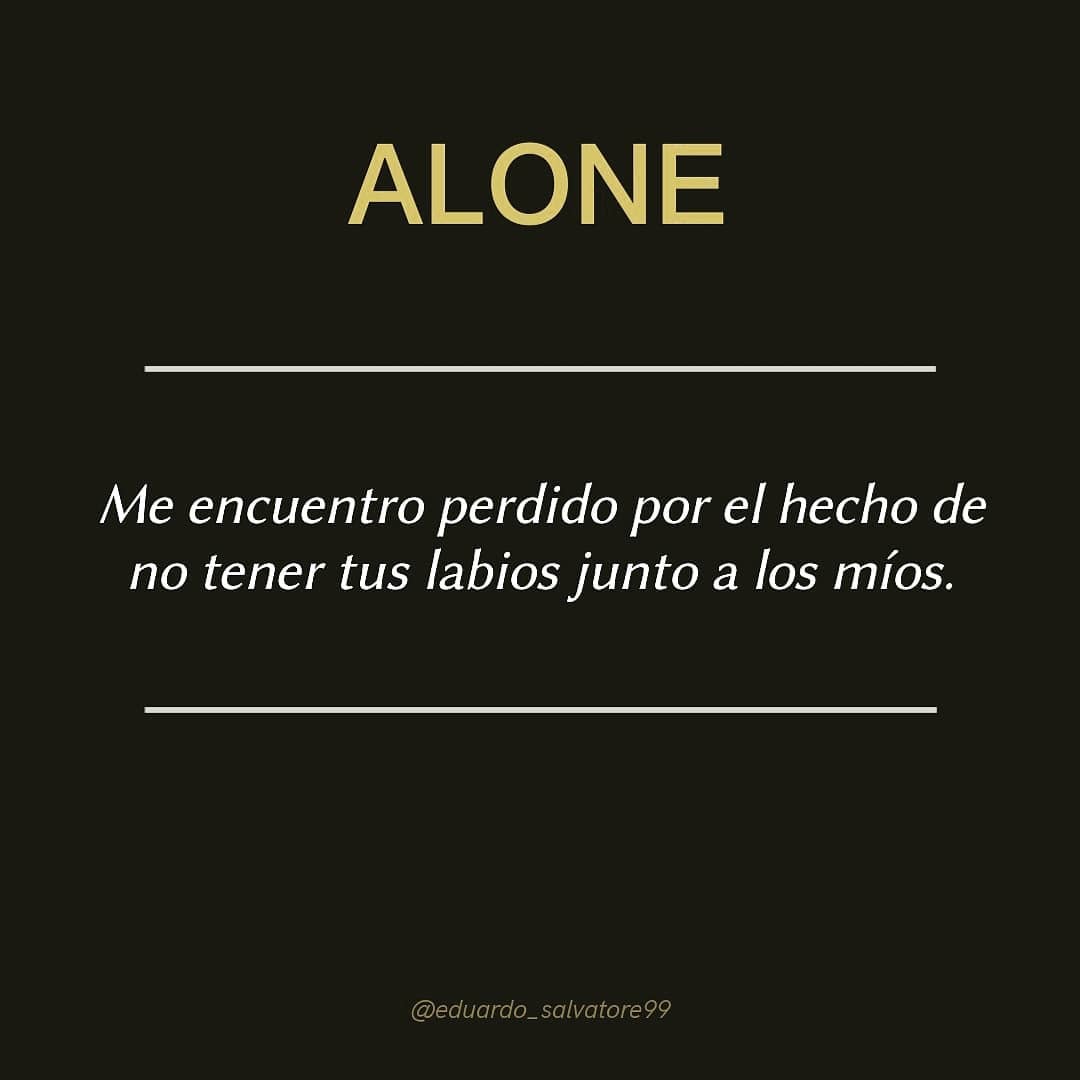 ALONE
Me encuentro perdido por el hecho de
no tener tus labios junto a los míos.
@eduardo_salvatore99